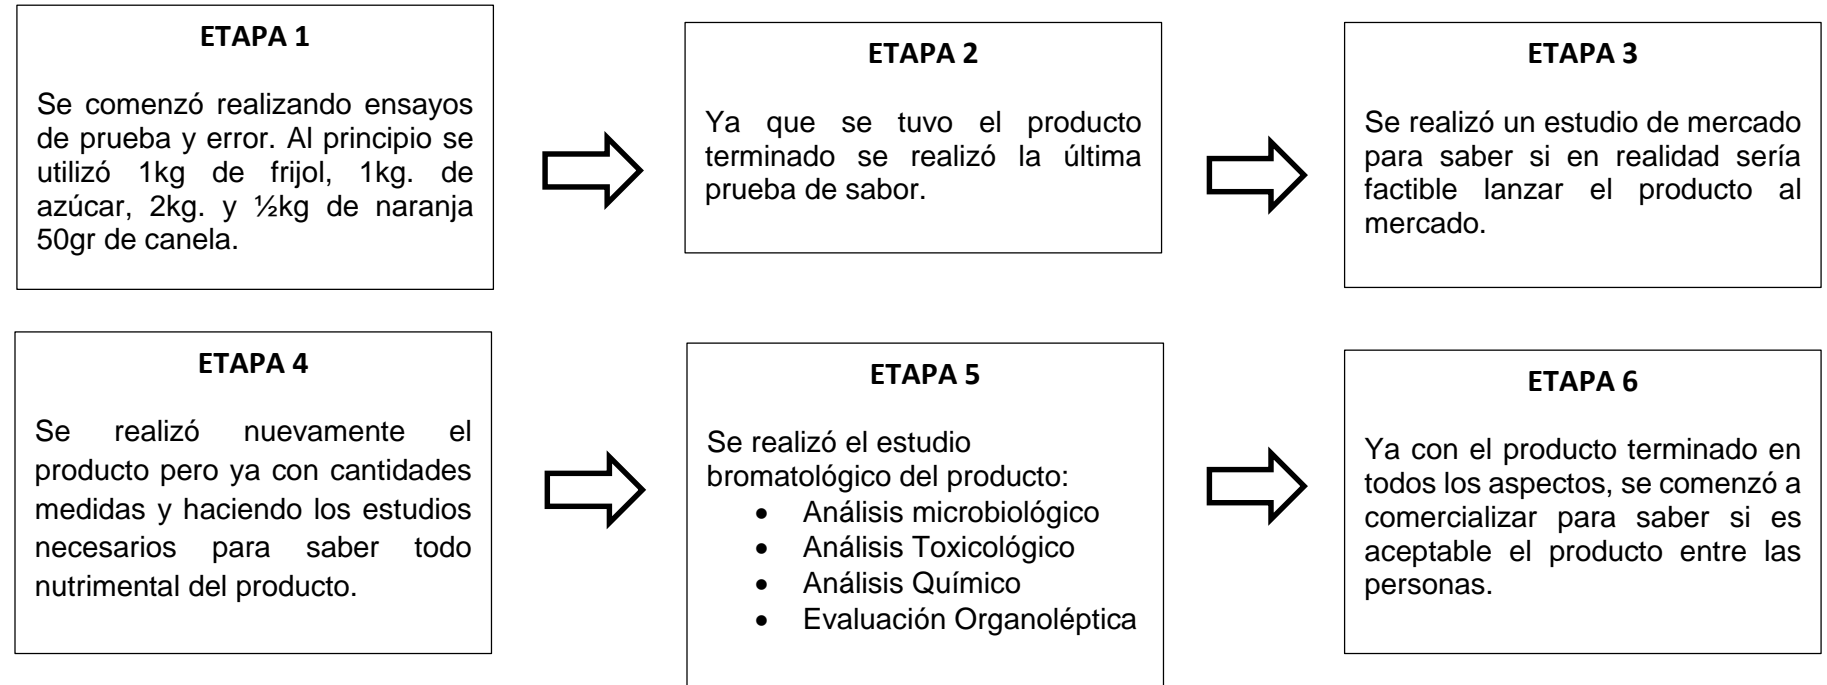 ETAPA 1
Se comenzó realizando ensayos
de prueba y error. Al principio se
utilizó 1kg de frijol, 1kg. de
azúcar, 2kg. y ½kg de naranja
50gr de canela.
ETAPA 2
Ya que se tuvo el producto
terminado se realizó la última
prueba de sabor.
ETAPA 3
Se realizó un estudio de mercado
para saber si en realidad sería
factible lanzar el producto al
mercado.
ETAPA 4
Se realizó nuevamente el
producto pero ya con cantidades
medidas y haciendo los estudios
necesarios para saber todo
nutrimental del producto.
ETAPA 5
Se realizó el estudio
bromatológico del producto:
• Análisis microbiológico
• Análisis Toxicológico
• Análisis Químico
• Evaluación Organoléptica
ETAPA 6
Ya con el producto terminado en
todos los aspectos, se comenzó a
comercializar para saber si es
aceptable el producto entre las
personas.